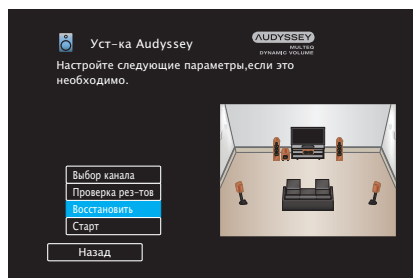 Уст-ка Audyssey
AUDYSSEY
MULTEQ
DYNAMIC VOLUME
Настройте следующие параметры,если это
необходимо.
Выбор канала
Проверка рез-тов
Восстановить
Старт
Назад